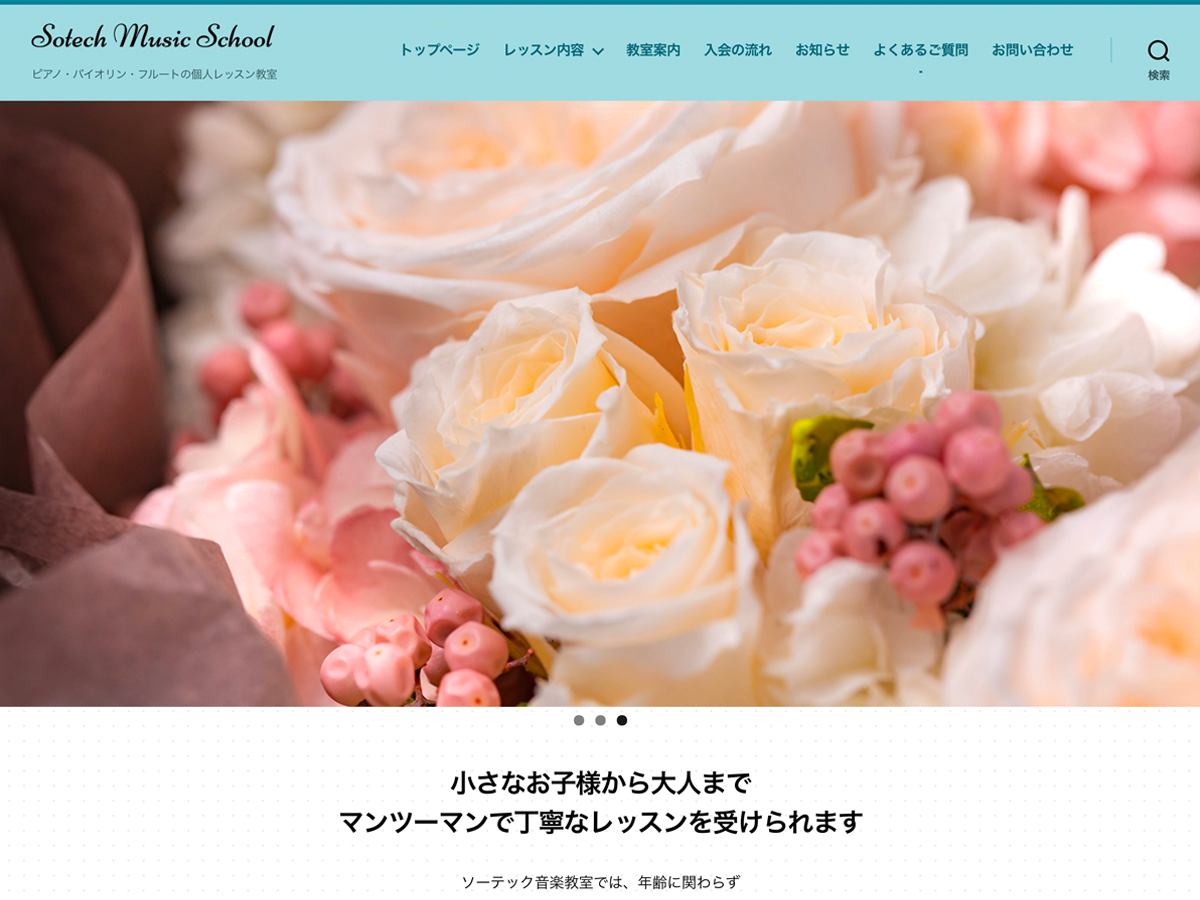 Sotech Music School
ピアノ・バイオリン・フルートの個人レッスン教室
トップページ レッスン内容 教室案内 入会の流れ お知らせ よくあるご質問 お問い合わせ
検索
小さなお子様から大人まで
マンツーマンで丁寧なレッスンを受けられます
ソーテック音楽教室では、年齢に関わらず